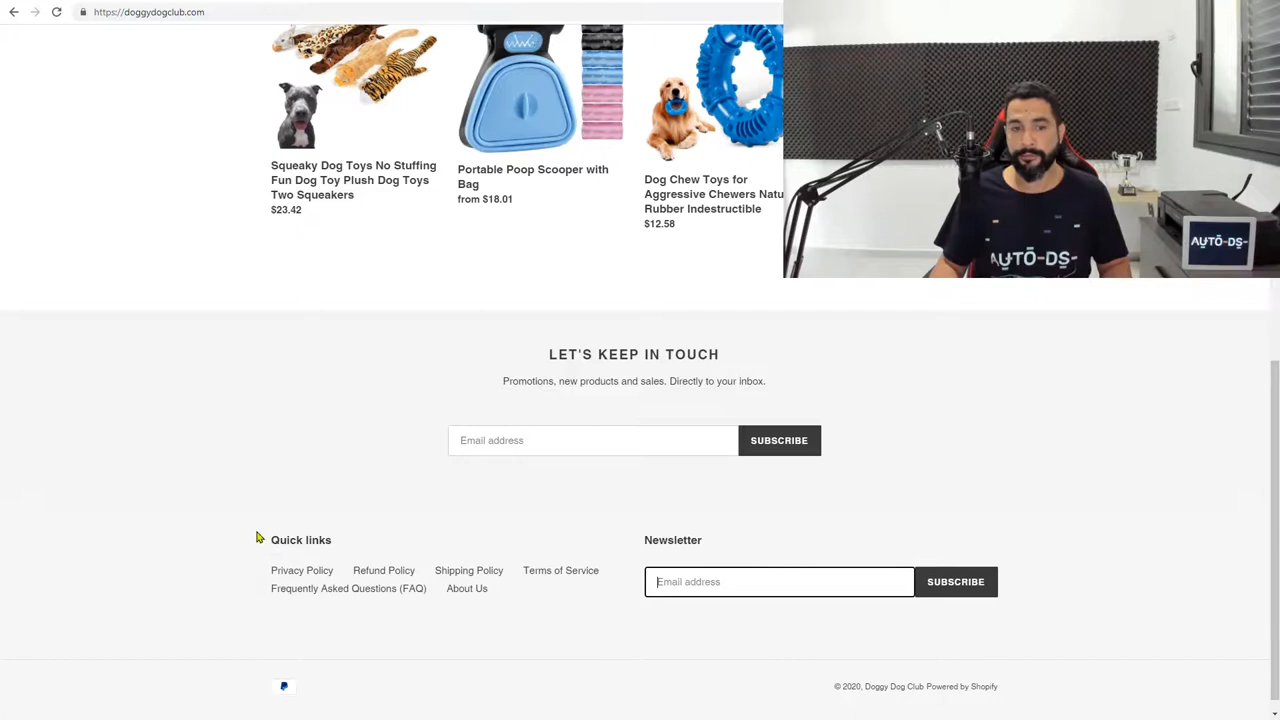 https://doggydogclub.com
Squeaky Dog Toys No Stuffing
Fun Dog Toy Plush Dog Toys
Two Squeakers
$23.42
Portable Poop Scooper with
Bag
from $18.01
Dog Chew Toys for
Aggressive Chewers Natu
Rubber Indestructible
$12.58
AUTO-DS-
AUTO-DS-
LET'S KEEP IN TOUCH
Promotions, new products and sales. Directly to your inbox.
Email address
SUBSCRIBE
Quick links
Privacy Policy Refund Policy Shipping Policy Terms of Service
Frequently Asked Questions (FAQ) About Us
Newsletter
Email address
SUBSCRIBE
© 2020, Doggy Dog Club Powered by Shopify